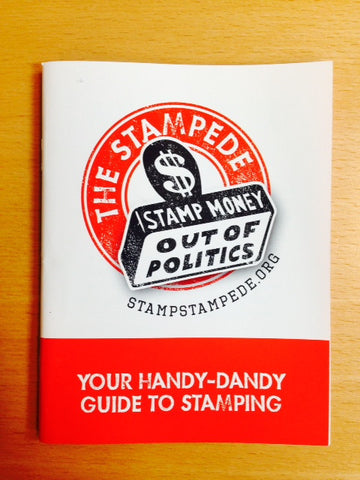 THE STAMPEDE
$
STAMP MONEY
OUT OF
POLITICS
STAMPSTAMPEDE.ORG
YOUR HANDY-DANDY
GUIDE TO STAMPING